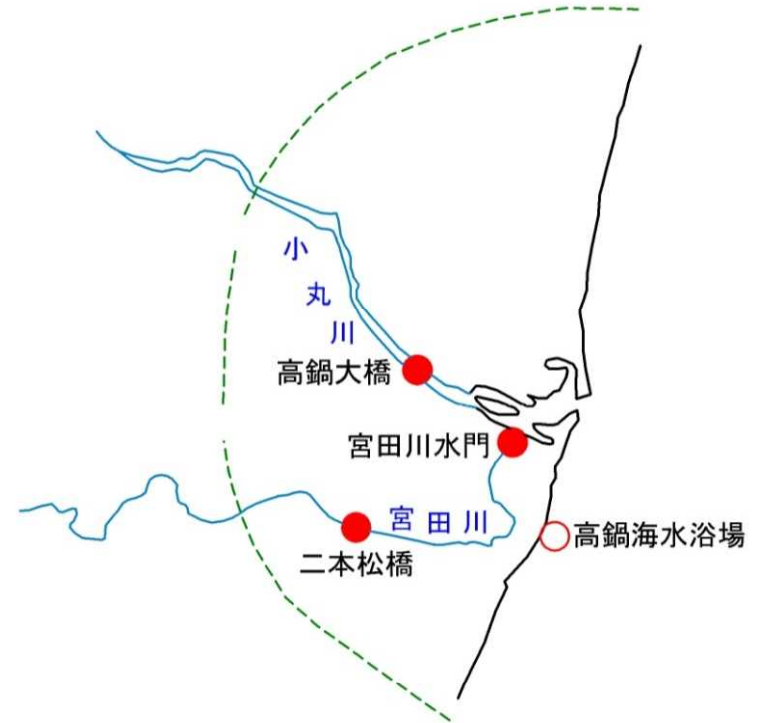 小丸川
高鍋大橋
宮田川水門
宮田川
高鍋海水浴場
二本松橋